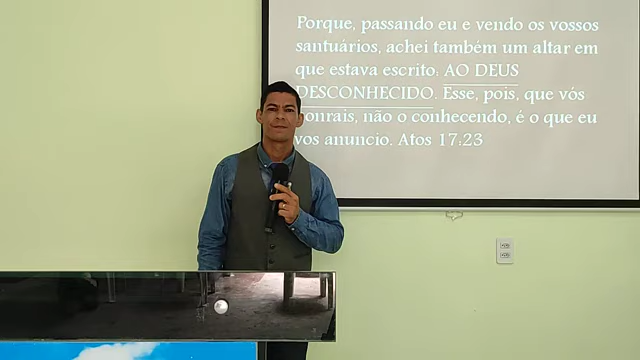 Porque, passando eu e vendo os vossos
santuários, achei também um altar em
que estava escrito: AO DEUS
DESCONHECIDO. Esse, pois, que vós
honrais, não o conhecendo, é o que eu
vos anuncio. Atos 17:23